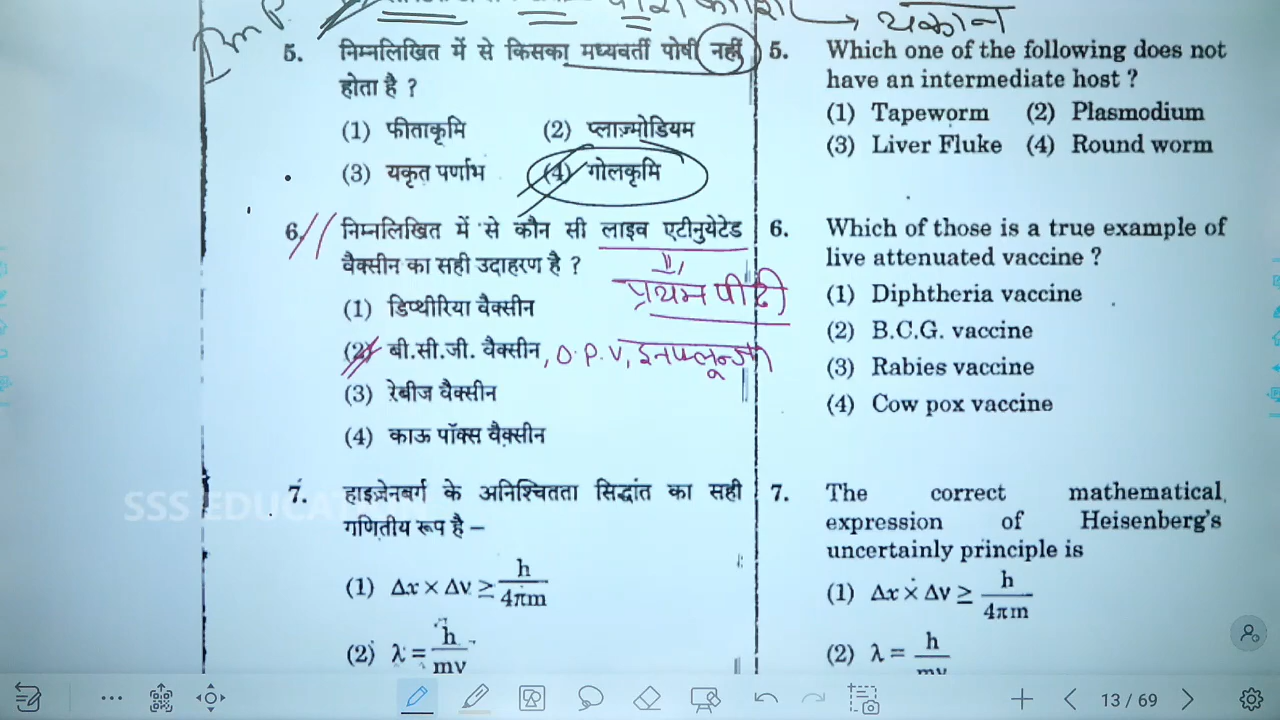 Imp
यकान
5. निम्नलिखित में से किसका मध्यवर्ती पोषी नहीं
होता है ?
(1) फीताकृमि (2) प्लाज़्मोडियम
(3) यकृत पर्णाभ (4) गोलकृमि
6. निम्नलिखित में से कौन सी लाइव एटीनुयेटेड
वैक्सीन का सही उदाहरण है ?
प्रथम पीढी
(1) डिप्थीरिया वैक्सीन
(2) बी.सी.जी. वैक्सीन, O.P.V, इनफ्लून्जा
(3) रेबीज वैक्सीन
(4) काऊ पॉक्स वैक्सीन
7. हाइज़ेनबर्ग के अनिश्चितता सिद्धांत का सही
गणितीय रूप है –
(1) Δx × Δv ≥ h/4πm
(2) λ = h/mv
5. Which one of the following does not
have an intermediate host ?
(1) Tapeworm (2) Plasmodium
(3) Liver Fluke (4) Round worm
6. Which of those is a true example of
live attenuated vaccine ?
(1) Diphtheria vaccine
(2) B.C.G. vaccine
(3) Rabies vaccine
(4) Cow pox vaccine
7. The correct mathematical
expression of Heisenberg's
uncertainly principle is
(1) Δx × Δv ≥ h/4πm
(2) λ = h/mv
SSS EDUCAT
13 / 69